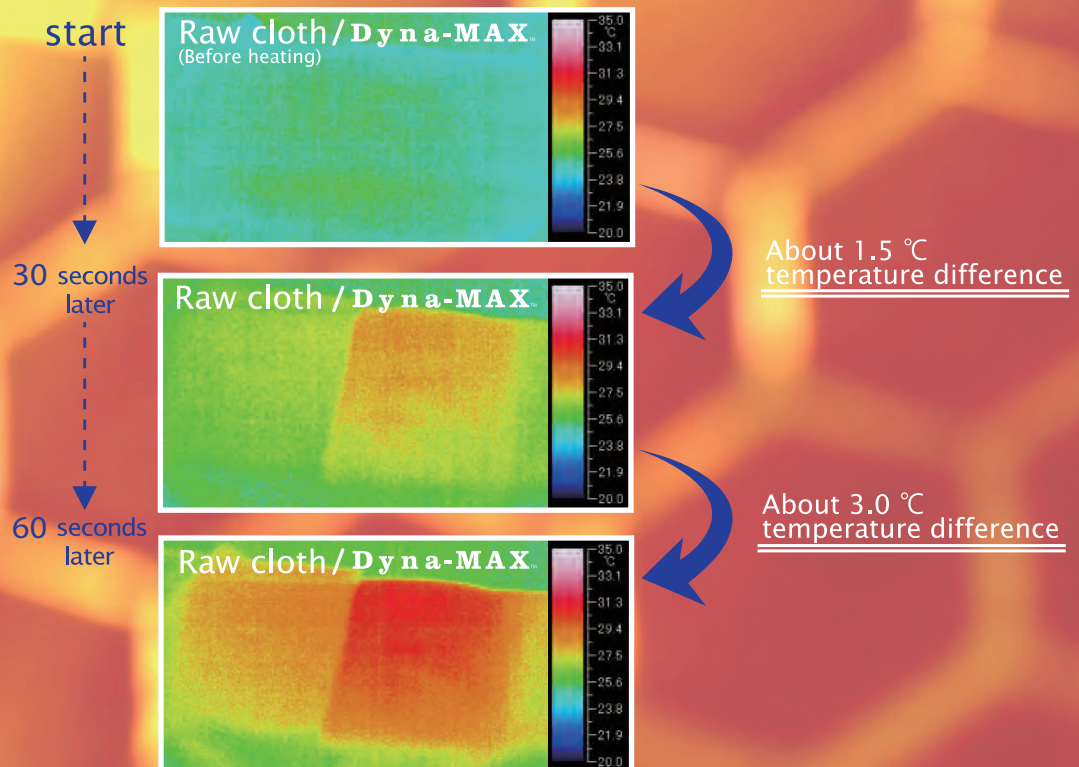 start
Raw cloth / Dyna-MAX™
(Before heating)
35.0
℃
33.1
31.3
29.4
27.5
25.6
23.8
21.9
20.0
About 1.5 ℃
temperature difference
30 seconds
later
Raw cloth / Dyna-MAX™
35.0
℃
33.1
31.3
29.4
27.5
25.6
23.8
21.9
20.0
About 3.0 ℃
temperature difference
60 seconds
later
Raw cloth / Dyna-MAX™
35.0
℃
33.1
31.3
29.4
27.5
25.6
23.8
21.9
20.0